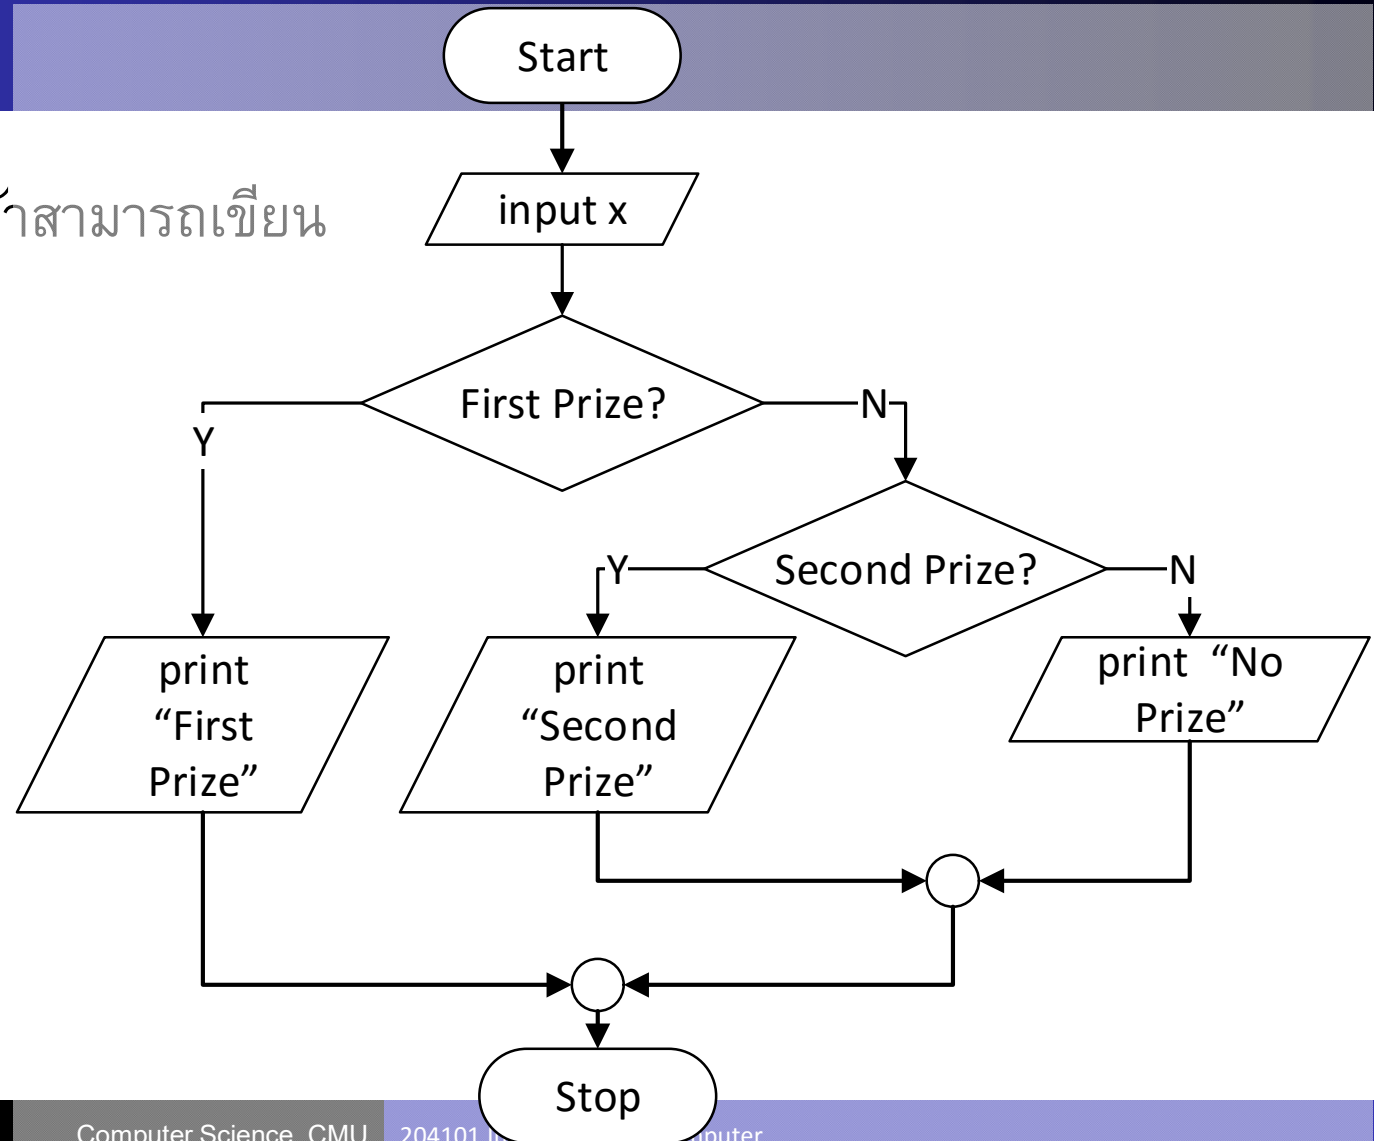 Start
าสามารถเขียน
input x
First Prize?
Y
N
Second Prize?
Y
N
print
“First
Prize”
print
“Second
Prize”
print “No
Prize”
Stop
Computer Science, CMU
204101